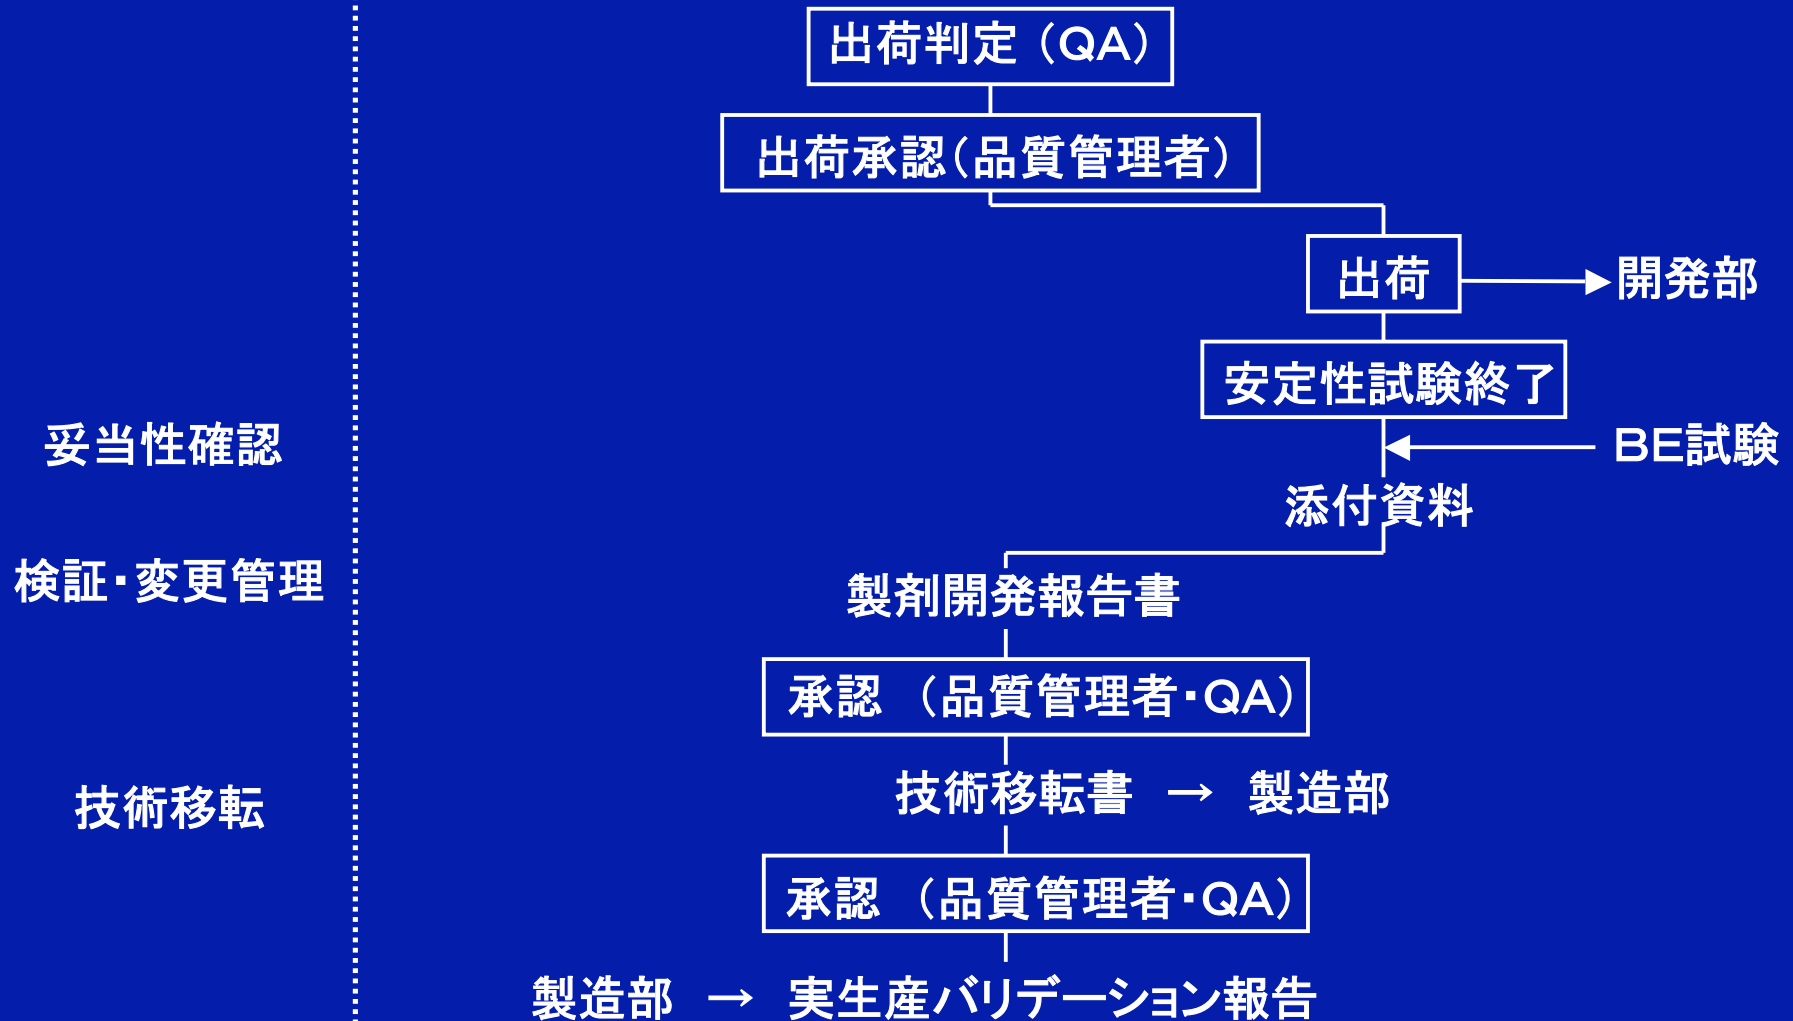 出荷判定（QA）
出荷承認（品質管理者）
出荷 → 開発部
安定性試験終了
妥当性確認
BE試験
添付資料
検証・変更管理
製剤開発報告書
承認 （品質管理者・QA）
技術移転
技術移転書 → 製造部
承認 （品質管理者・QA）
製造部 → 実生産バリデーション報告